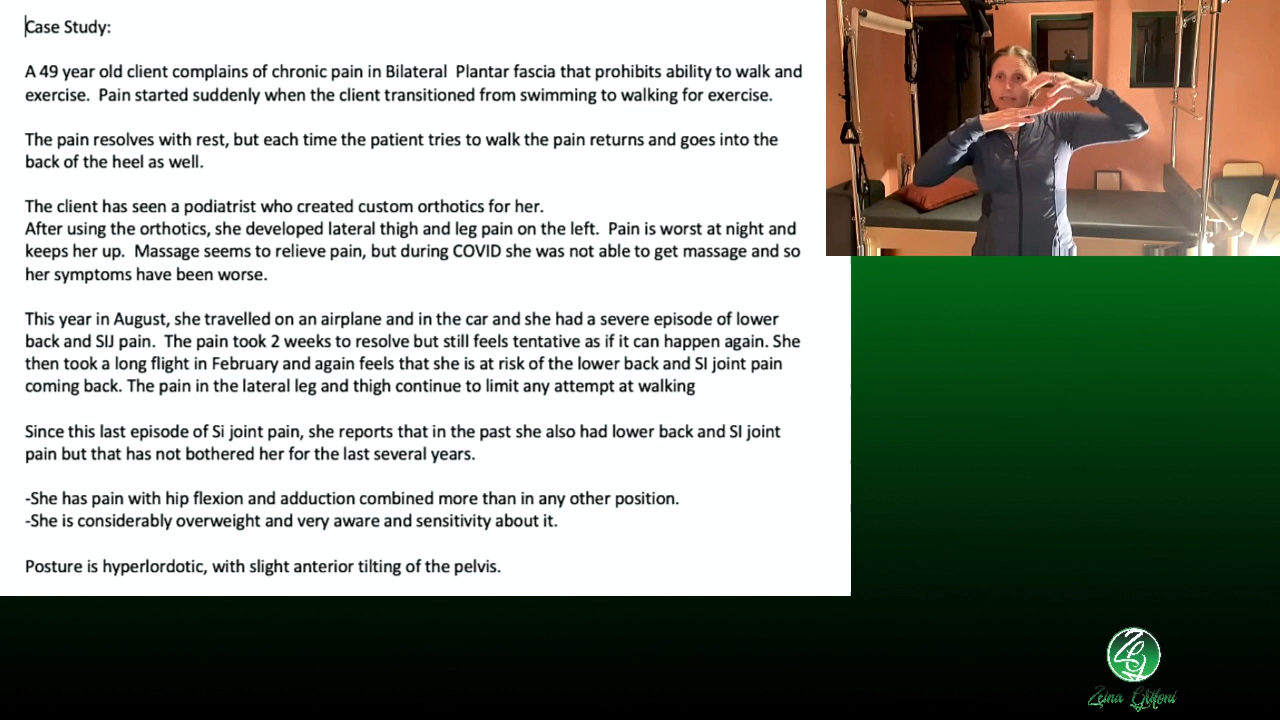 Case Study:
A 49 year old client complains of chronic pain in Bilateral Plantar fascia that prohibits ability to walk and
exercise. Pain started suddenly when the client transitioned from swimming to walking for exercise.
The pain resolves with rest, but each time the patient tries to walk the pain returns and goes into the
back of the heel as well.
The client has seen a podiatrist who created custom orthotics for her.
After using the orthotics, she developed lateral thigh and leg pain on the left. Pain is worst at night and
keeps her up. Massage seems to relieve pain, but during COVID she was not able to get massage and so
her symptoms have been worse.
This year in August, she travelled on an airplane and in the car and she had a severe episode of lower
back and SIJ pain. The pain took 2 weeks to resolve but still feels tentative as if it can happen again. She
then took a long flight in February and again feels that she is at risk of the lower back and SI joint pain
coming back. The pain in the lateral leg and thigh continue to limit any attempt at walking
Since this last episode of Si joint pain, she reports that in the past she also had lower back and SI joint
pain but that has not bothered her for the last several years.
-She has pain with hip flexion and adduction combined more than in any other position.
-She is considerably overweight and very aware and sensitivity about it.
Posture is hyperlordotic, with slight anterior tilting of the pelvis.
ZG
Zeina Grifoni